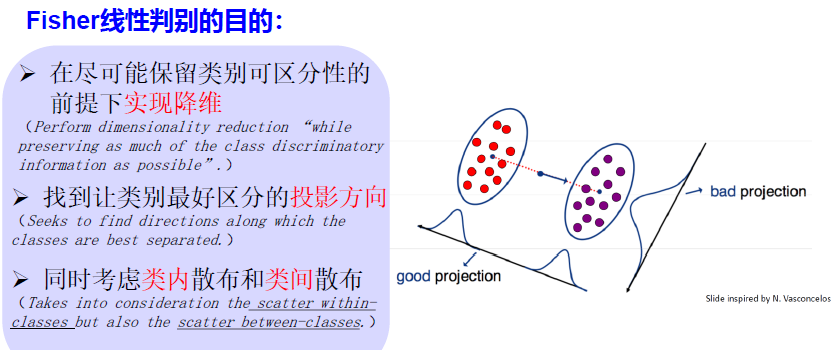 Fisher线性判别的目的：
➢ 在尽可能保留类别可区分性的
前提下实现降维
（Perform dimensionality reduction “while
preserving as much of the class discriminatory
information as possible”.）
➢ 找到让类别最好区分的投影方向
（Seeks to find directions along which the
classes are best separated.）
➢ 同时考虑类内散布和类间散布
（Takes into consideration the scatter within-
classes but also the scatter between-classes.）
bad projection
good projection
Slide inspired by N. Vasconcelos